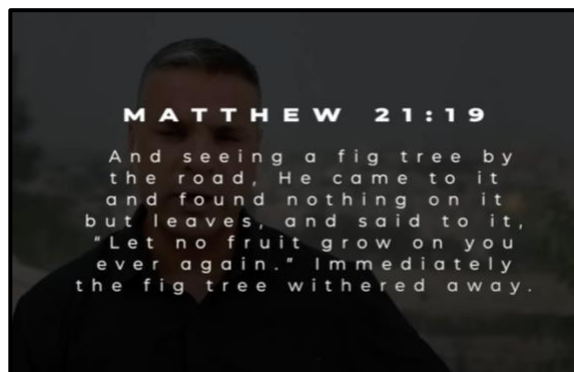 MATTHEW 21:19
And seeing a fig tree by
the road, He came to it
and found nothing on it
but leaves, and said to it,
“Let no fruit grow on you
ever again.” Immediately
the fig tree withered away.